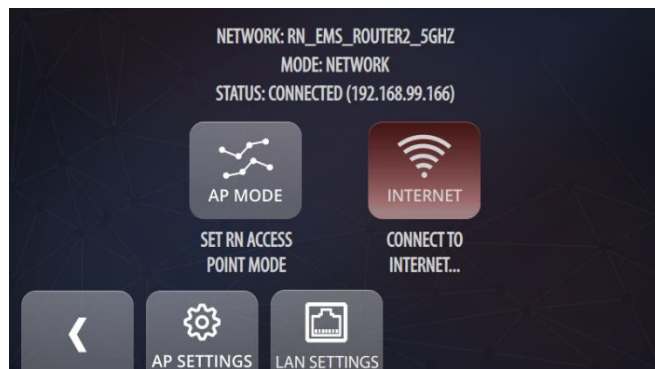 NETWORK: RN_EMS_ROUTER2_5GHZ
MODE: NETWORK
STATUS: CONNECTED (192.168.99.166)
AP MODE
INTERNET
SET RN ACCESS
POINT MODE
CONNECT TO
INTERNET...
AP SETTINGS
LAN SETTINGS